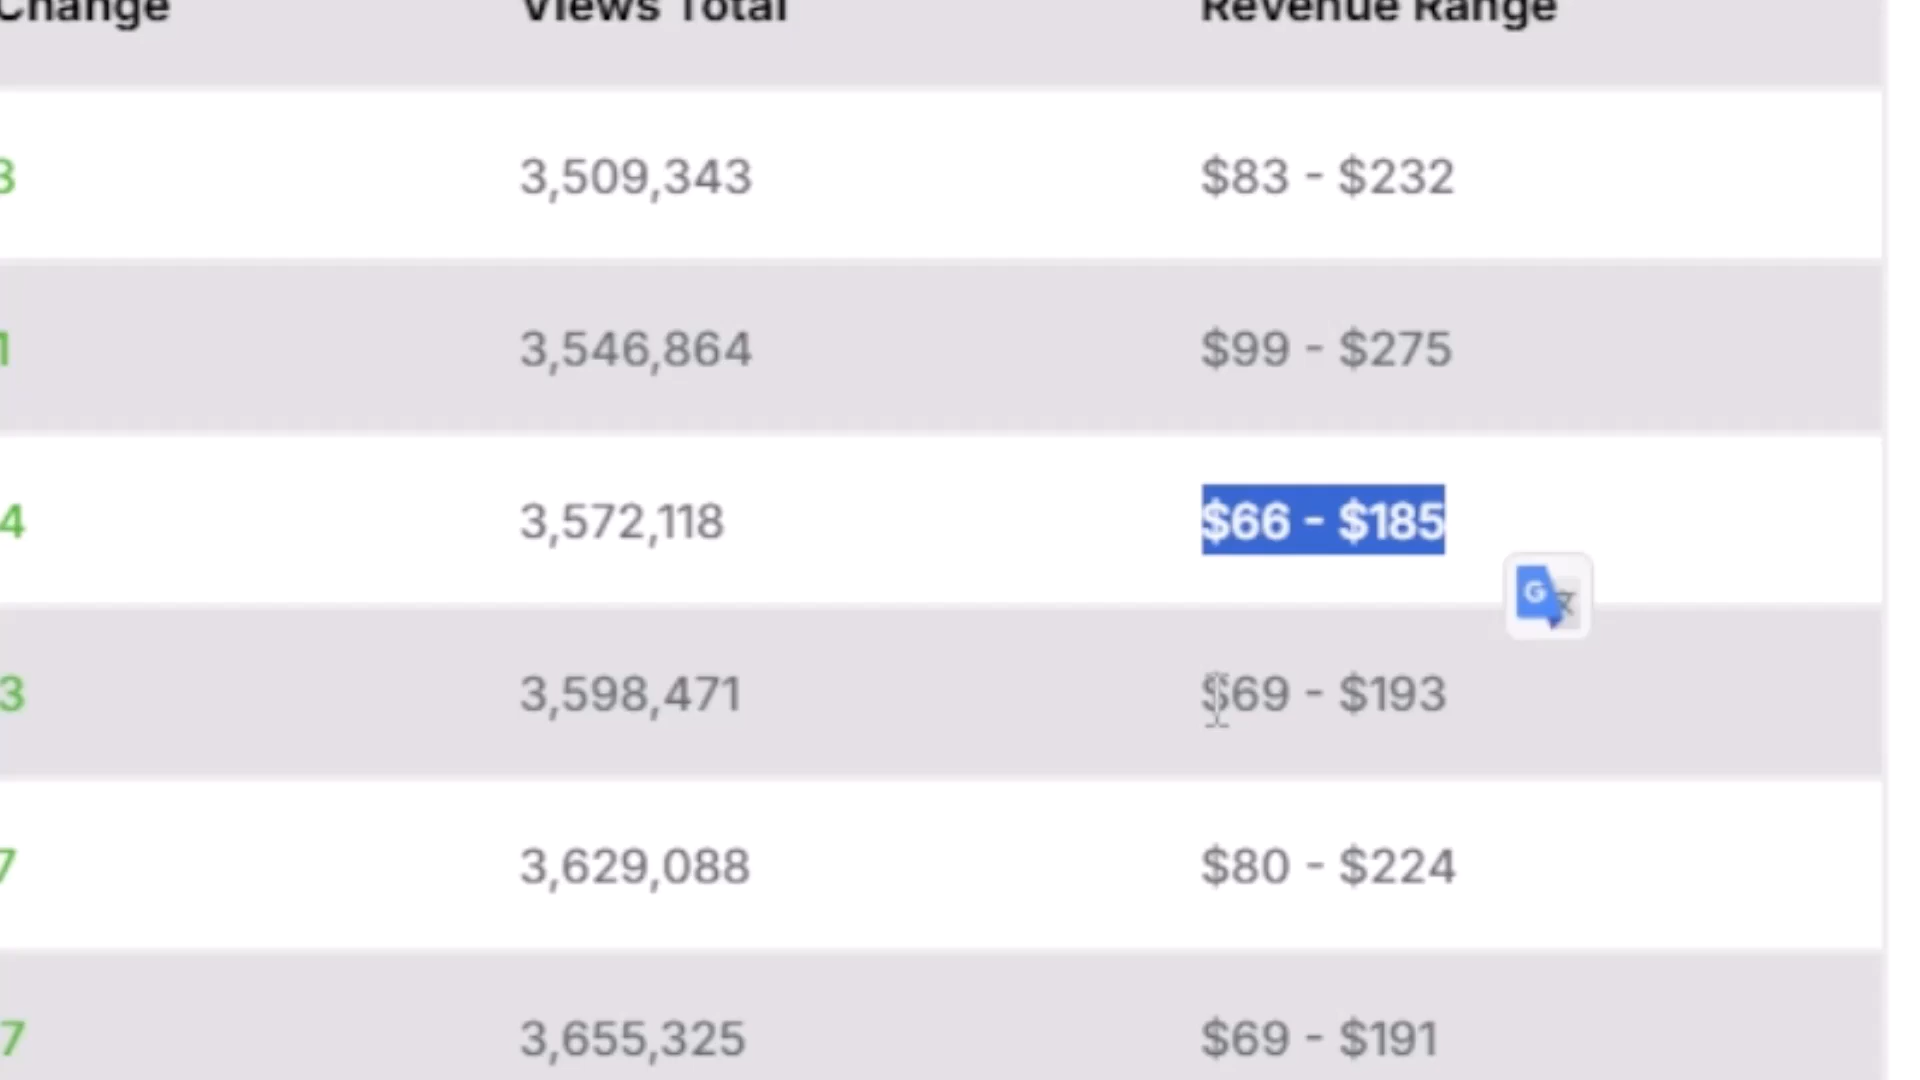 Change Views Total Revenue Range
3 3,509,343 $83 - $232
1 3,546,864 $99 - $275
4 3,572,118 $66 - $185
3 3,598,471 $69 - $193
7 3,629,088 $80 - $224
7 3,655,325 $69 - $191